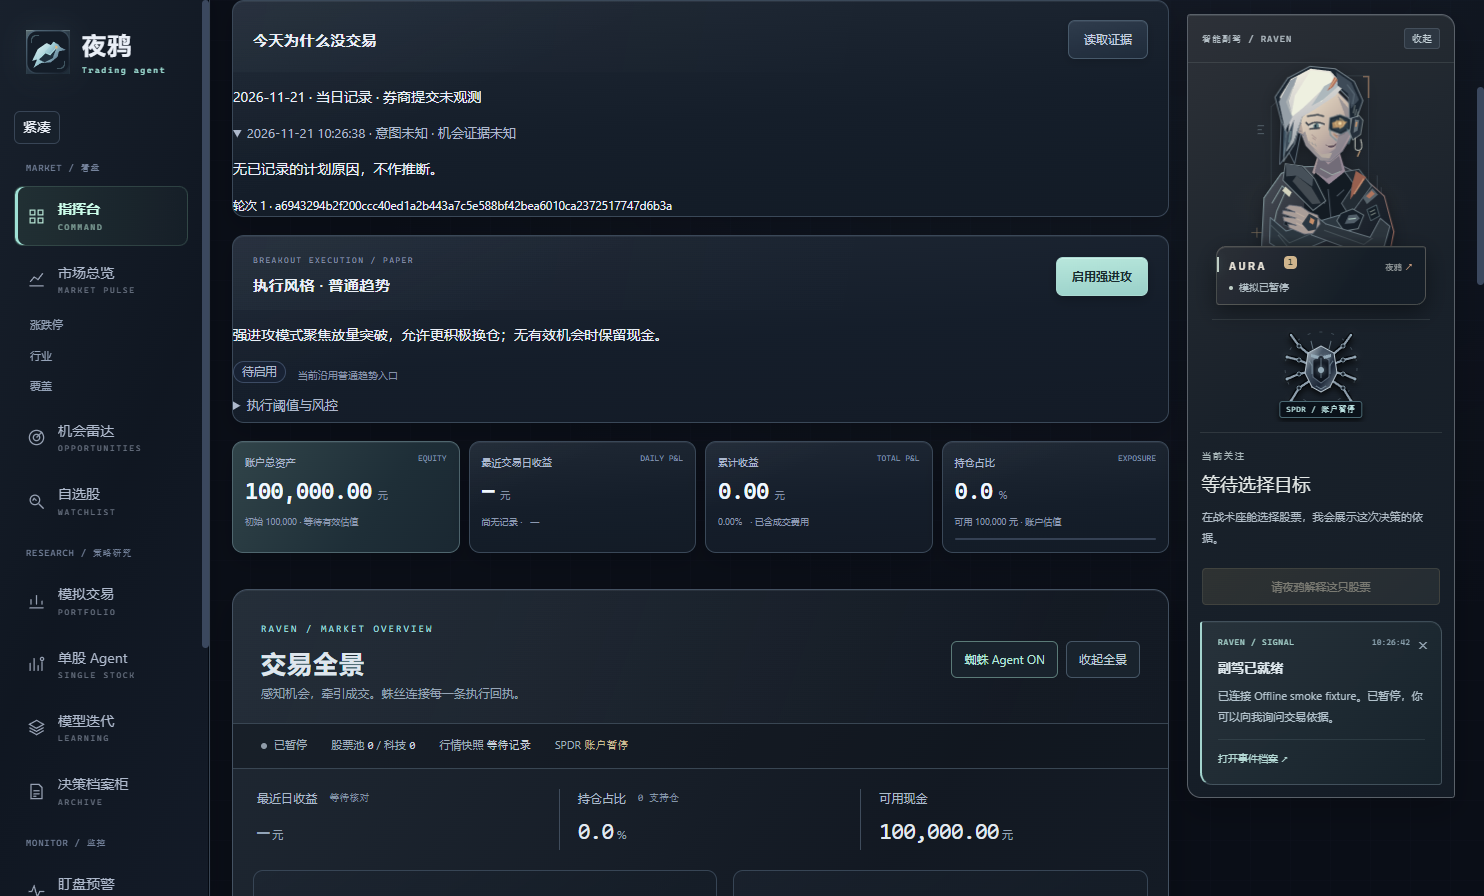 夜鸦
Trading agent
紧凑
MARKET / 看盘
指挥台
COMMAND
市场总览
MARKET PULSE
涨跌停
行业
覆盖
机会雷达
OPPORTUNITIES
自选股
WATCHLIST
RESEARCH / 策略研究
模拟交易
PORTFOLIO
单股 Agent
SINGLE STOCK
模型迭代
LEARNING
决策档案柜
ARCHIVE
MONITOR / 监控
盯盘预警
今天为什么没交易
读取证据
2026-11-21 · 当日记录 · 券商提交未观测
▼ 2026-11-21 10:26:38 · 意图未知 · 机会证据未知
无已记录的计划原因，不作推断。
轮次 1 · a6943294b2f200ccc40ed1a2b443a7c5e588bf42bea6010ca2372517747d6b3a
BREAKOUT EXECUTION / PAPER
执行风格 · 普通趋势
启用强进攻
强进攻模式聚焦放量突破，允许更积极换仓；无有效机会时保留现金。
待启用 当前沿用普通趋势入口
▶ 执行阈值与风控
账户总资产 EQUITY
100,000.00 元
初始 100,000 · 等待有效估值
最近交易日收益 DAILY P&L
— 元
尚无记录 · —
累计收益 TOTAL P&L
0.00 元
0.00% · 已含成交费用
持仓占比 EXPOSURE
0.0 %
可用 100,000 元 · 账户估值
RAVEN / MARKET OVERVIEW
交易全景
感知机会，牵引成交。蛛丝连接每一条执行回执。
蜘蛛 Agent ON
收起全景
● 已暂停 股票池 0 / 科技 0 行情快照 等待记录 SPDR 账户暂停
最近日收益 等待核对
— 元
持仓占比 0 支持仓
0.0 %
可用现金
100,000.00 元
智能副驾 / RAVEN
收起
AURA 1 夜鸦 ↗
● 模拟已暂停
SPDR / 账户暂停
当前关注
等待选择目标
在战术座舱选择股票，我会展示这次决策的依
据。
请夜鸦解释这只股票
RAVEN / SIGNAL 10:26:42 ×
副驾已就绪
已连接 Offline smoke fixture。已暂停，你
可以向我询问交易依据。
打开事件档案 ↗